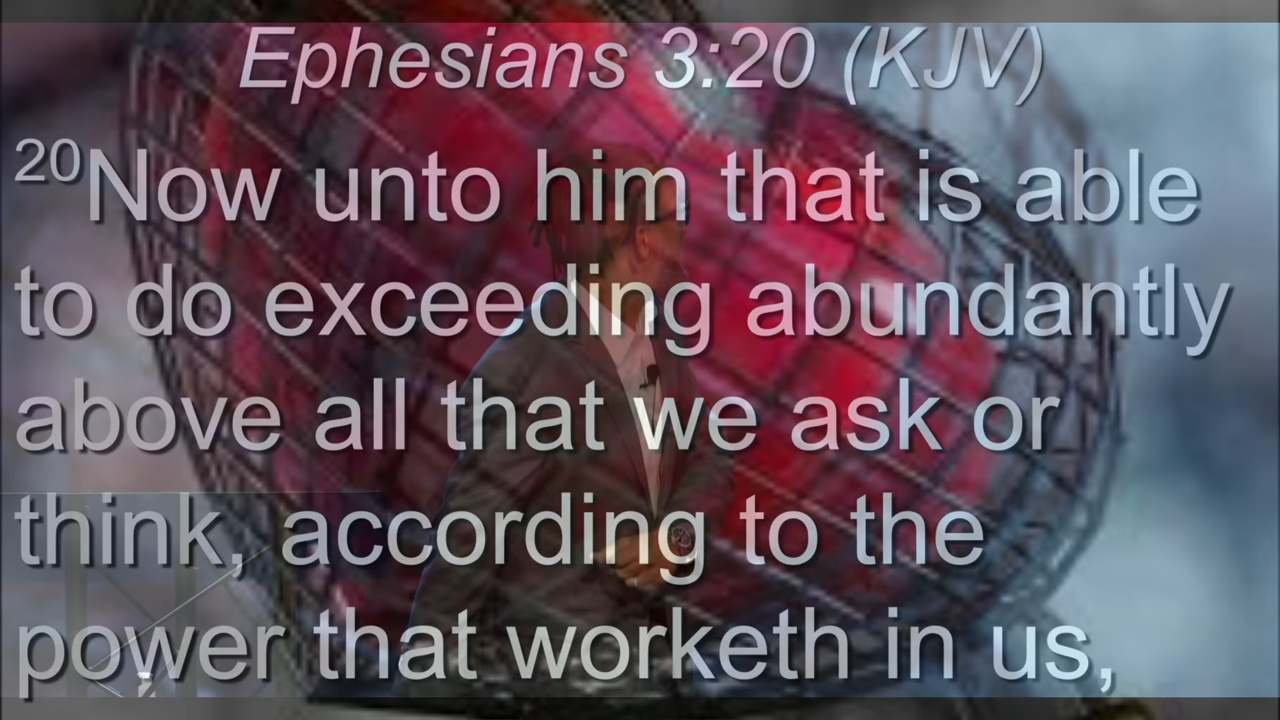 Ephesians 3:20 (KJV)
20Now unto him that is able
to do exceeding abundantly
above all that we ask or
think, according to the
power that worketh in us,